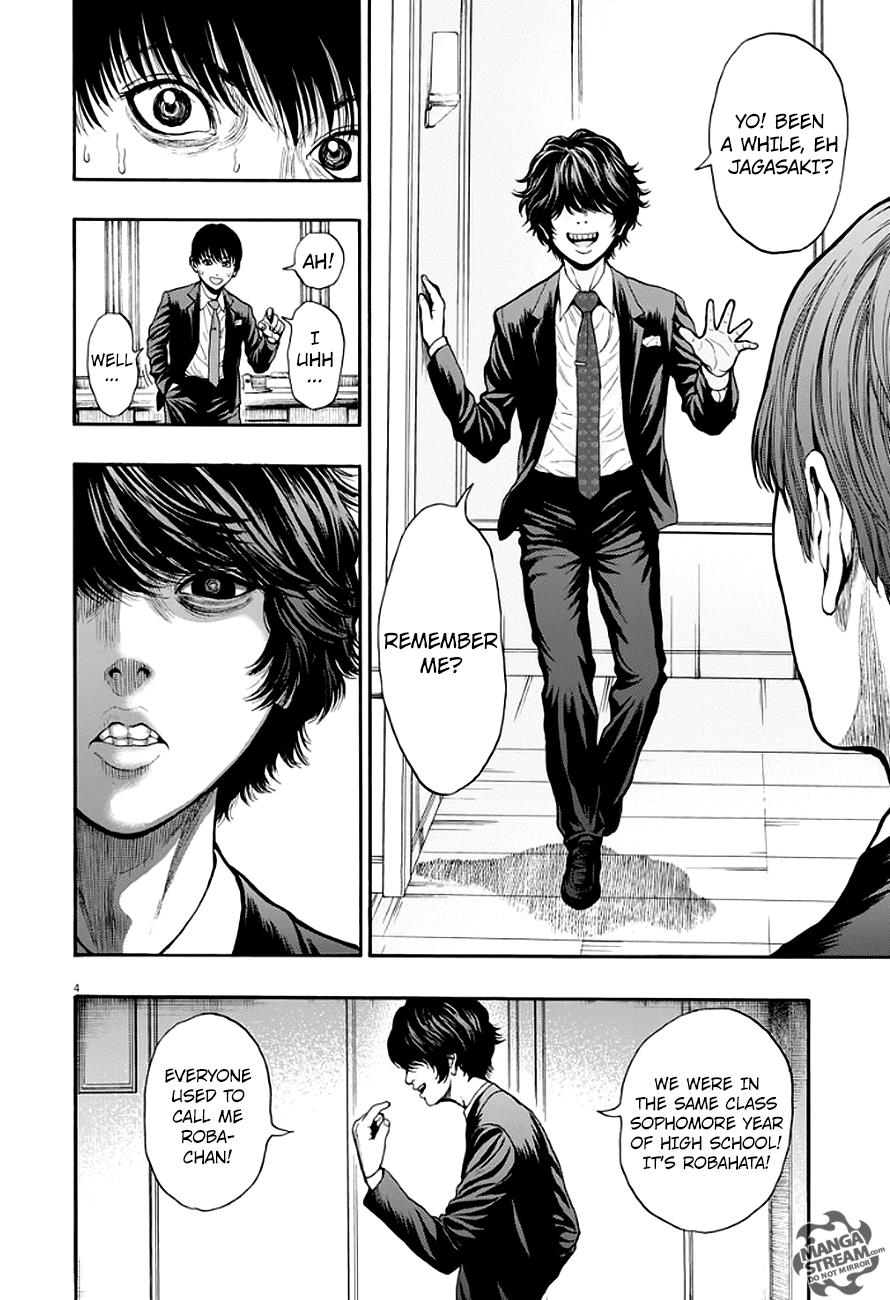 YO! BEEN
A WHILE, EH
JAGASAKI?
REMEMBER
ME?
AH!
I
UHH
...
WELL
...
4
WE WERE IN
THE SAME CLASS
SOPHOMORE YEAR
OF HIGH SCHOOL!
IT'S ROBAHATA!
EVERYONE
USED TO
CALL ME
ROBA-
CHAN!
MANGA
STREAM.com
DO NOT MIRROR!